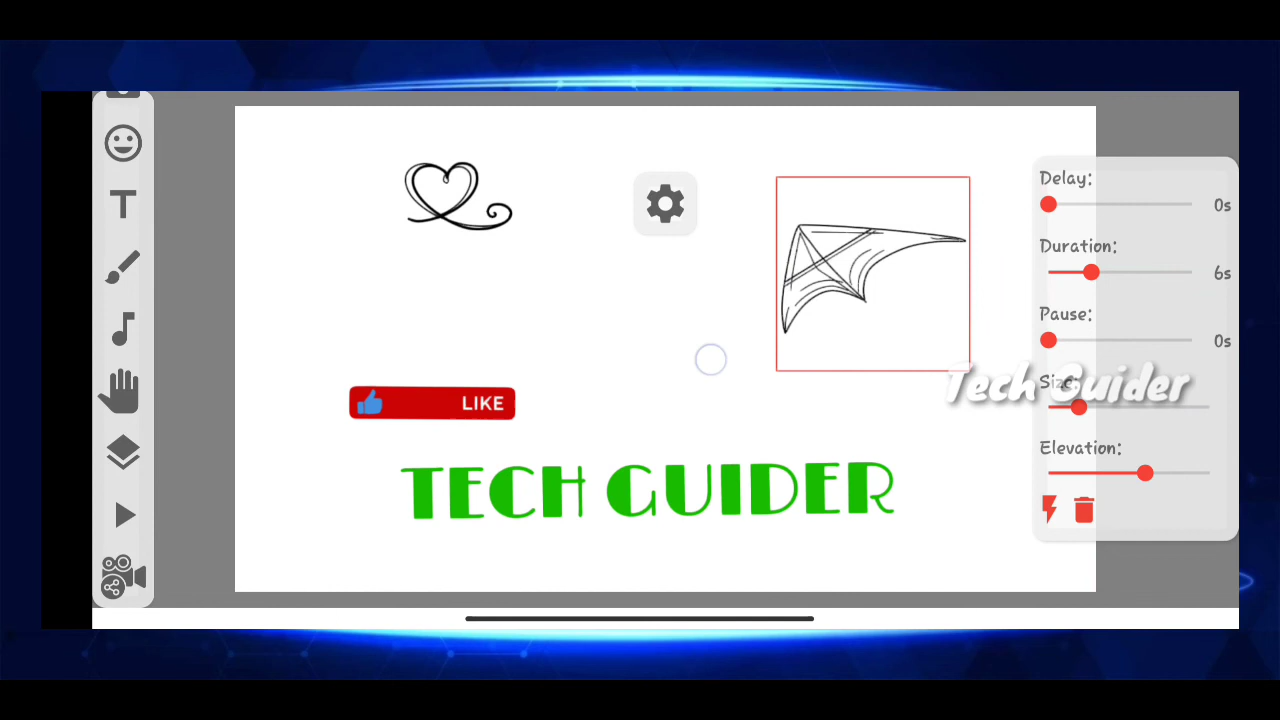 Delay:
0s
Duration:
6s
Pause:
0s
Size:
Tech Guider
LIKE
Elevation:
TECH GUIDER
T